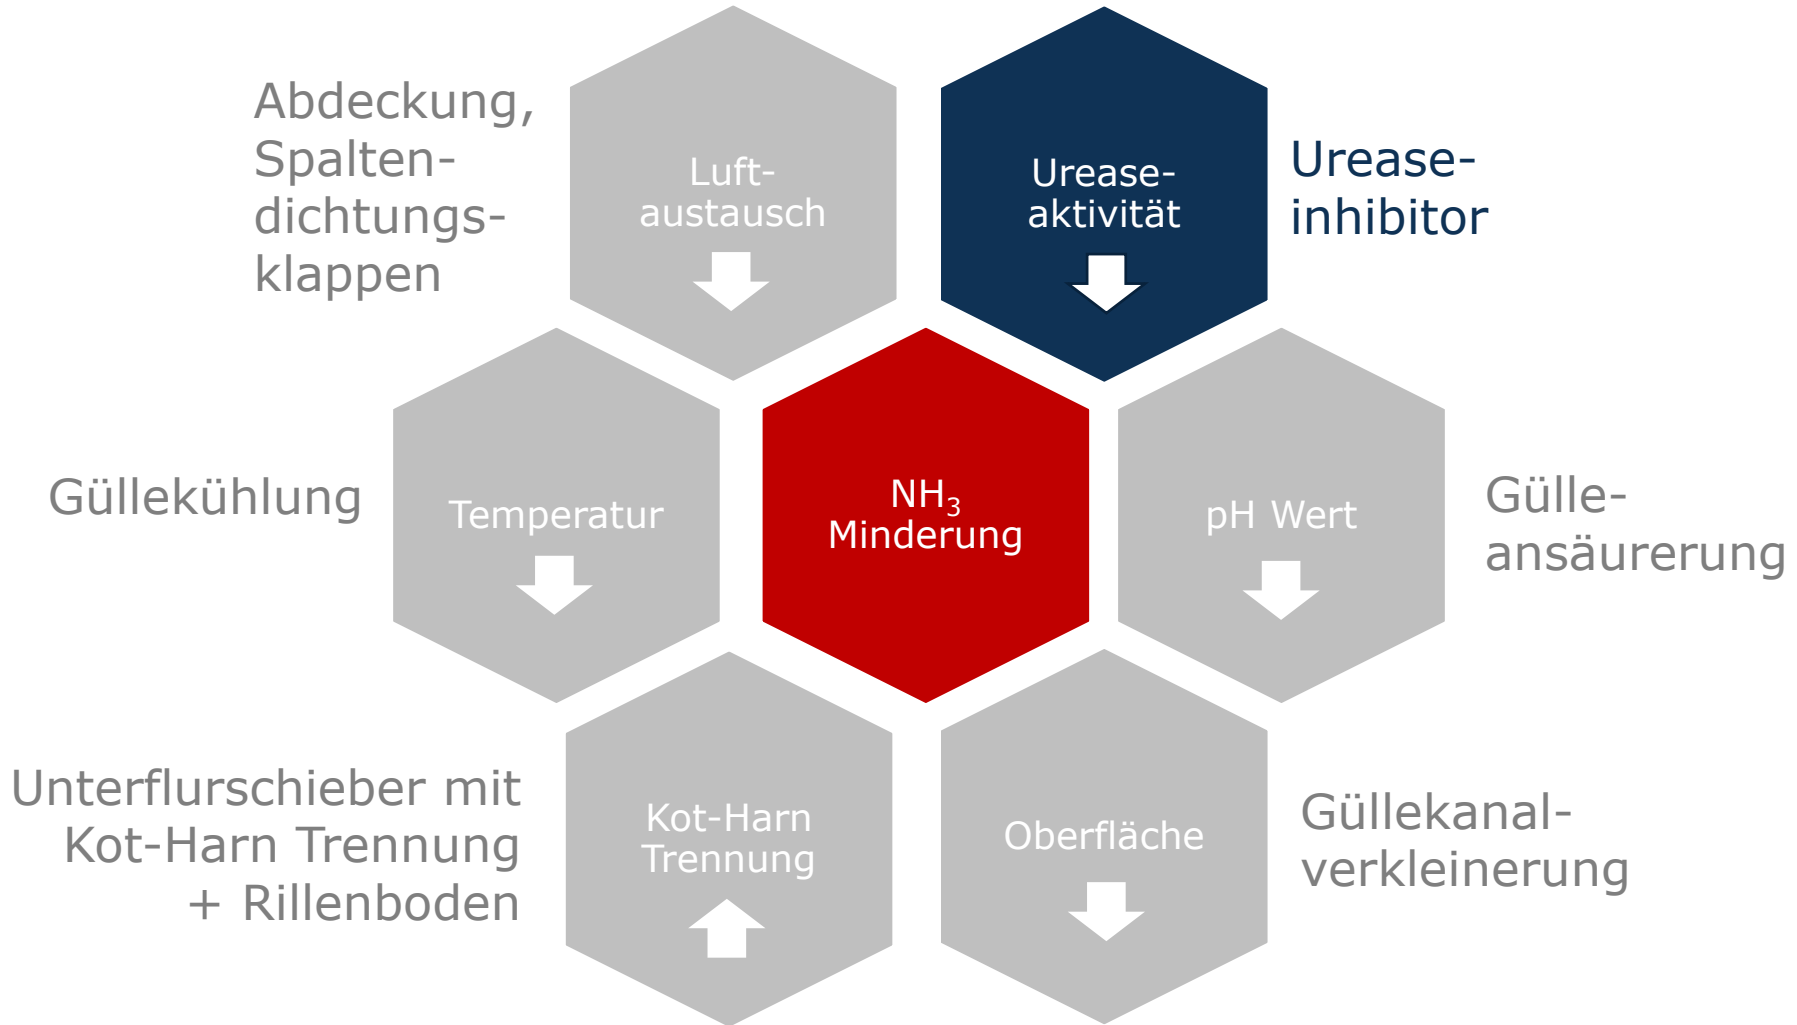 Abdeckung,
Spalten-
dichtungs-
klappen
Luft-
austausch
Urease-
aktivität
Urease-
inhibitor
Güllekühlung
Temperatur
NH₃
Minderung
pH Wert
Gülle-
ansäurerung
Unterflurschieber mit
Kot-Harn Trennung
+ Rillenboden
Kot-Harn
Trennung
Oberfläche
Güllekanal-
verkleinerung